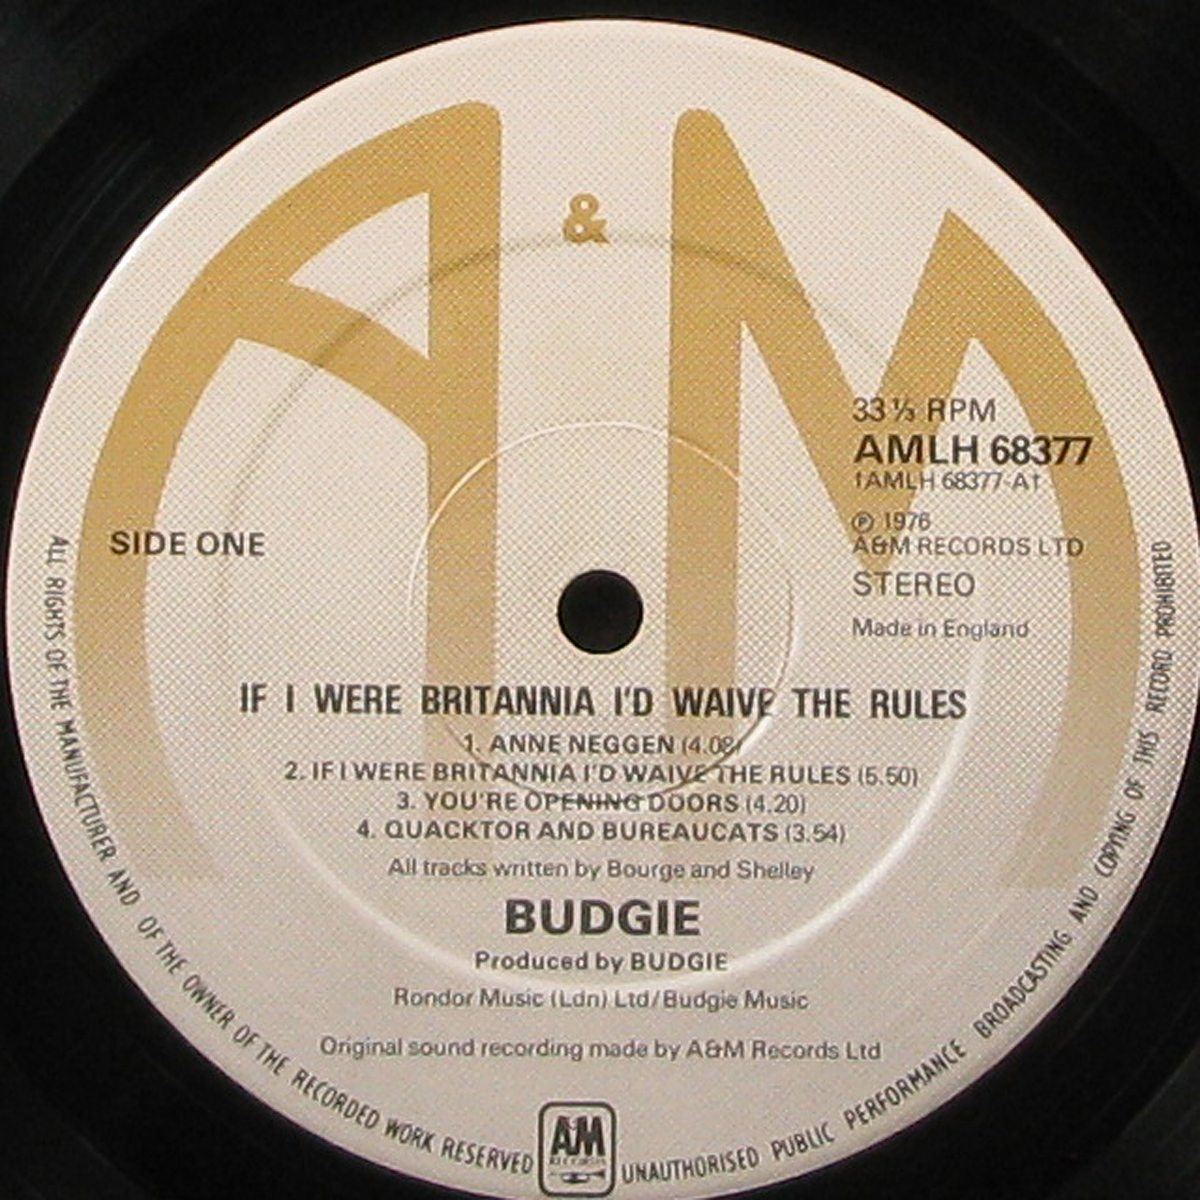 A & M
33⅓ RPM
AMLH 68377
†AMLH 68377-A†
℗ 1976
A&M RECORDS LTD
STEREO
Made in England
SIDE ONE
IF I WERE BRITANNIA I'D WAIVE THE RULES
1. ANNE NEGGEN (4.08)
2. IF I WERE BRITANNIA I'D WAIVE THE RULES (5.50)
3. YOU'RE OPENING DOORS (4.20)
4. QUACKTOR AND BUREAUCATS (3.54)
All tracks written by Bourge and Shelley
BUDGIE
Produced by BUDGIE
Rondor Music (Ldn) Ltd/Budgie Music
Original sound recording made by A&M Records Ltd
ALL RIGHTS OF THE MANUFACTURER AND OF THE OWNER OF THE RECORDED WORK RESERVED
A&M
RECORDS
UNAUTHORISED PUBLIC PERFORMANCE BROADCASTING AND COPYING OF THIS RECORD PROHIBITED